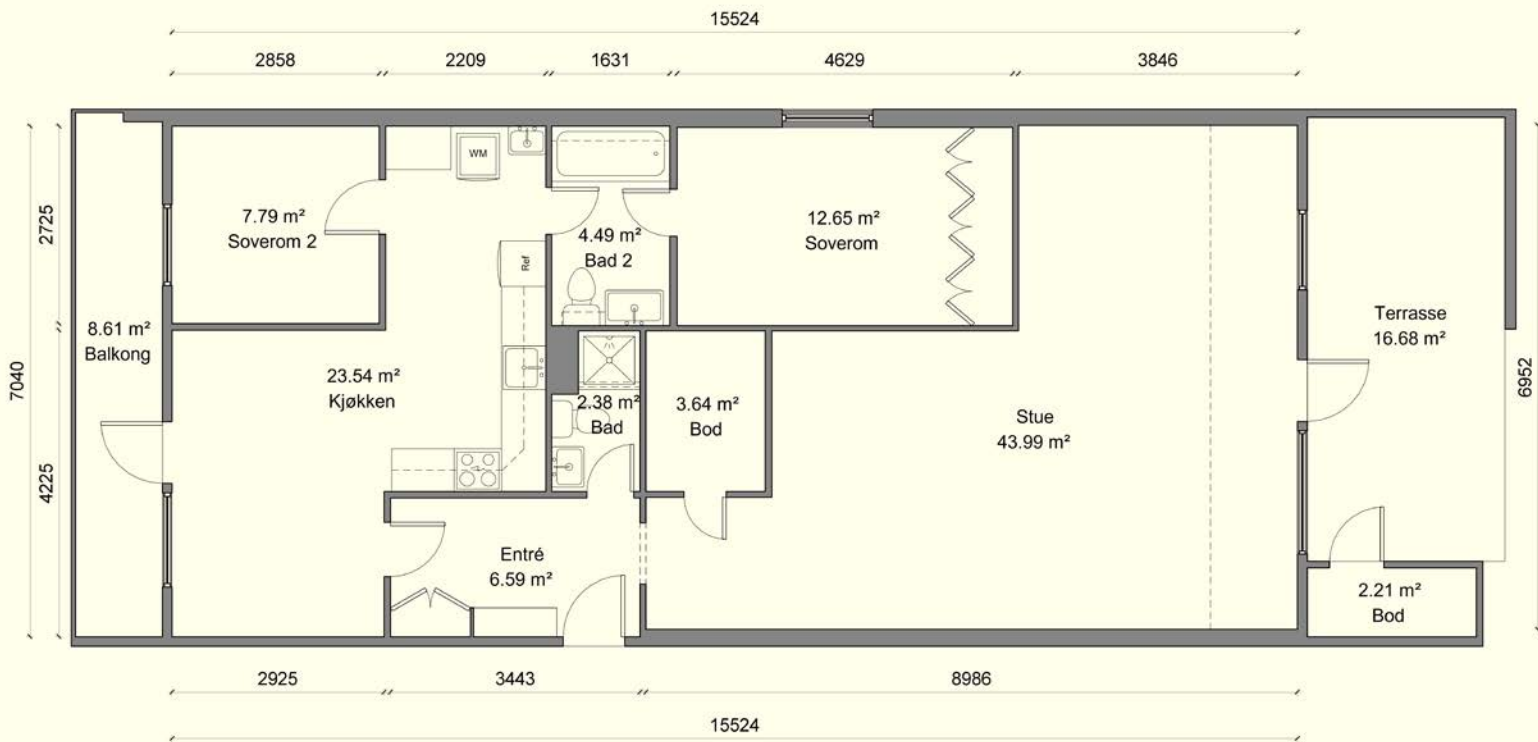 15524
2858
2209
1631
4629
3846
WM
7.79 m²
Soverom 2
4.49 m²
Bad 2
12.65 m²
Soverom
Ref
2725
7040
8.61 m²
Balkong
23.54 m²
Kjøkken
2.38 m²
Bad
3.64 m²
Bod
Stue
43.99 m²
Terrasse
16.68 m²
6952
4225
Entré
6.59 m²
2.21 m²
Bod
2925
3443
8986
15524